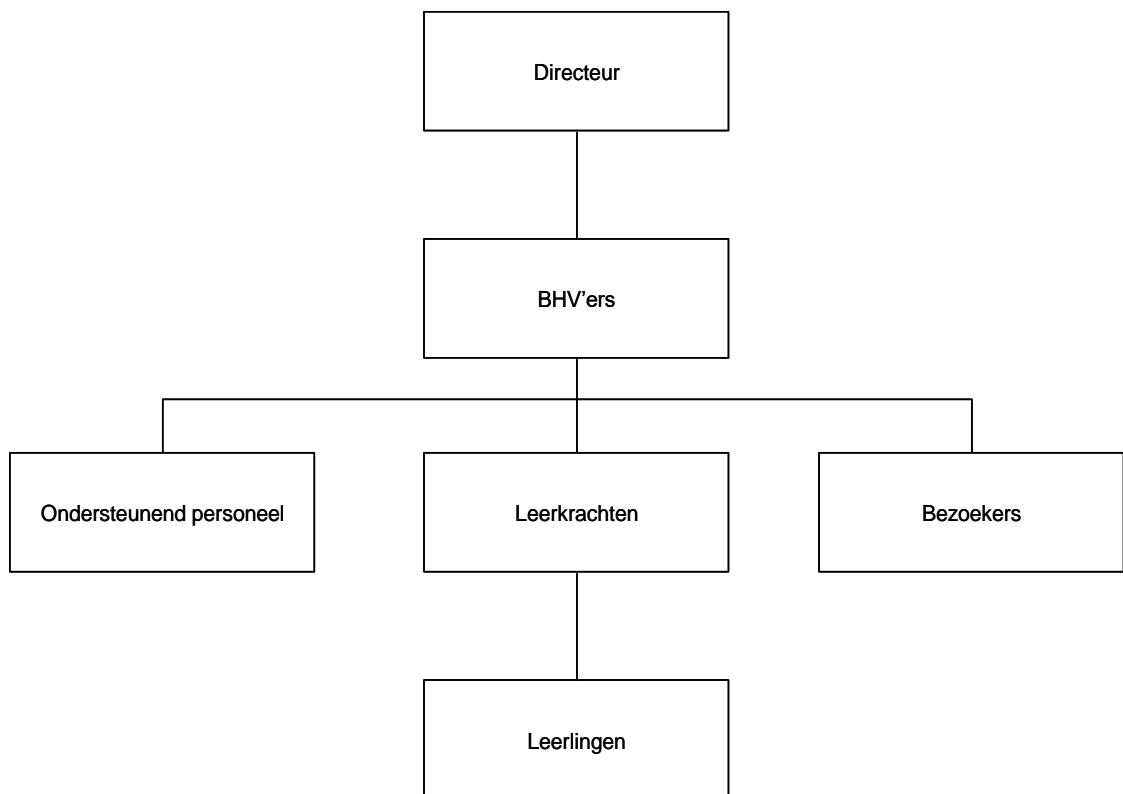 Directeur
BHV’ers
Ondersteunend personeel
Leerkrachten
Bezoekers
Leerlingen